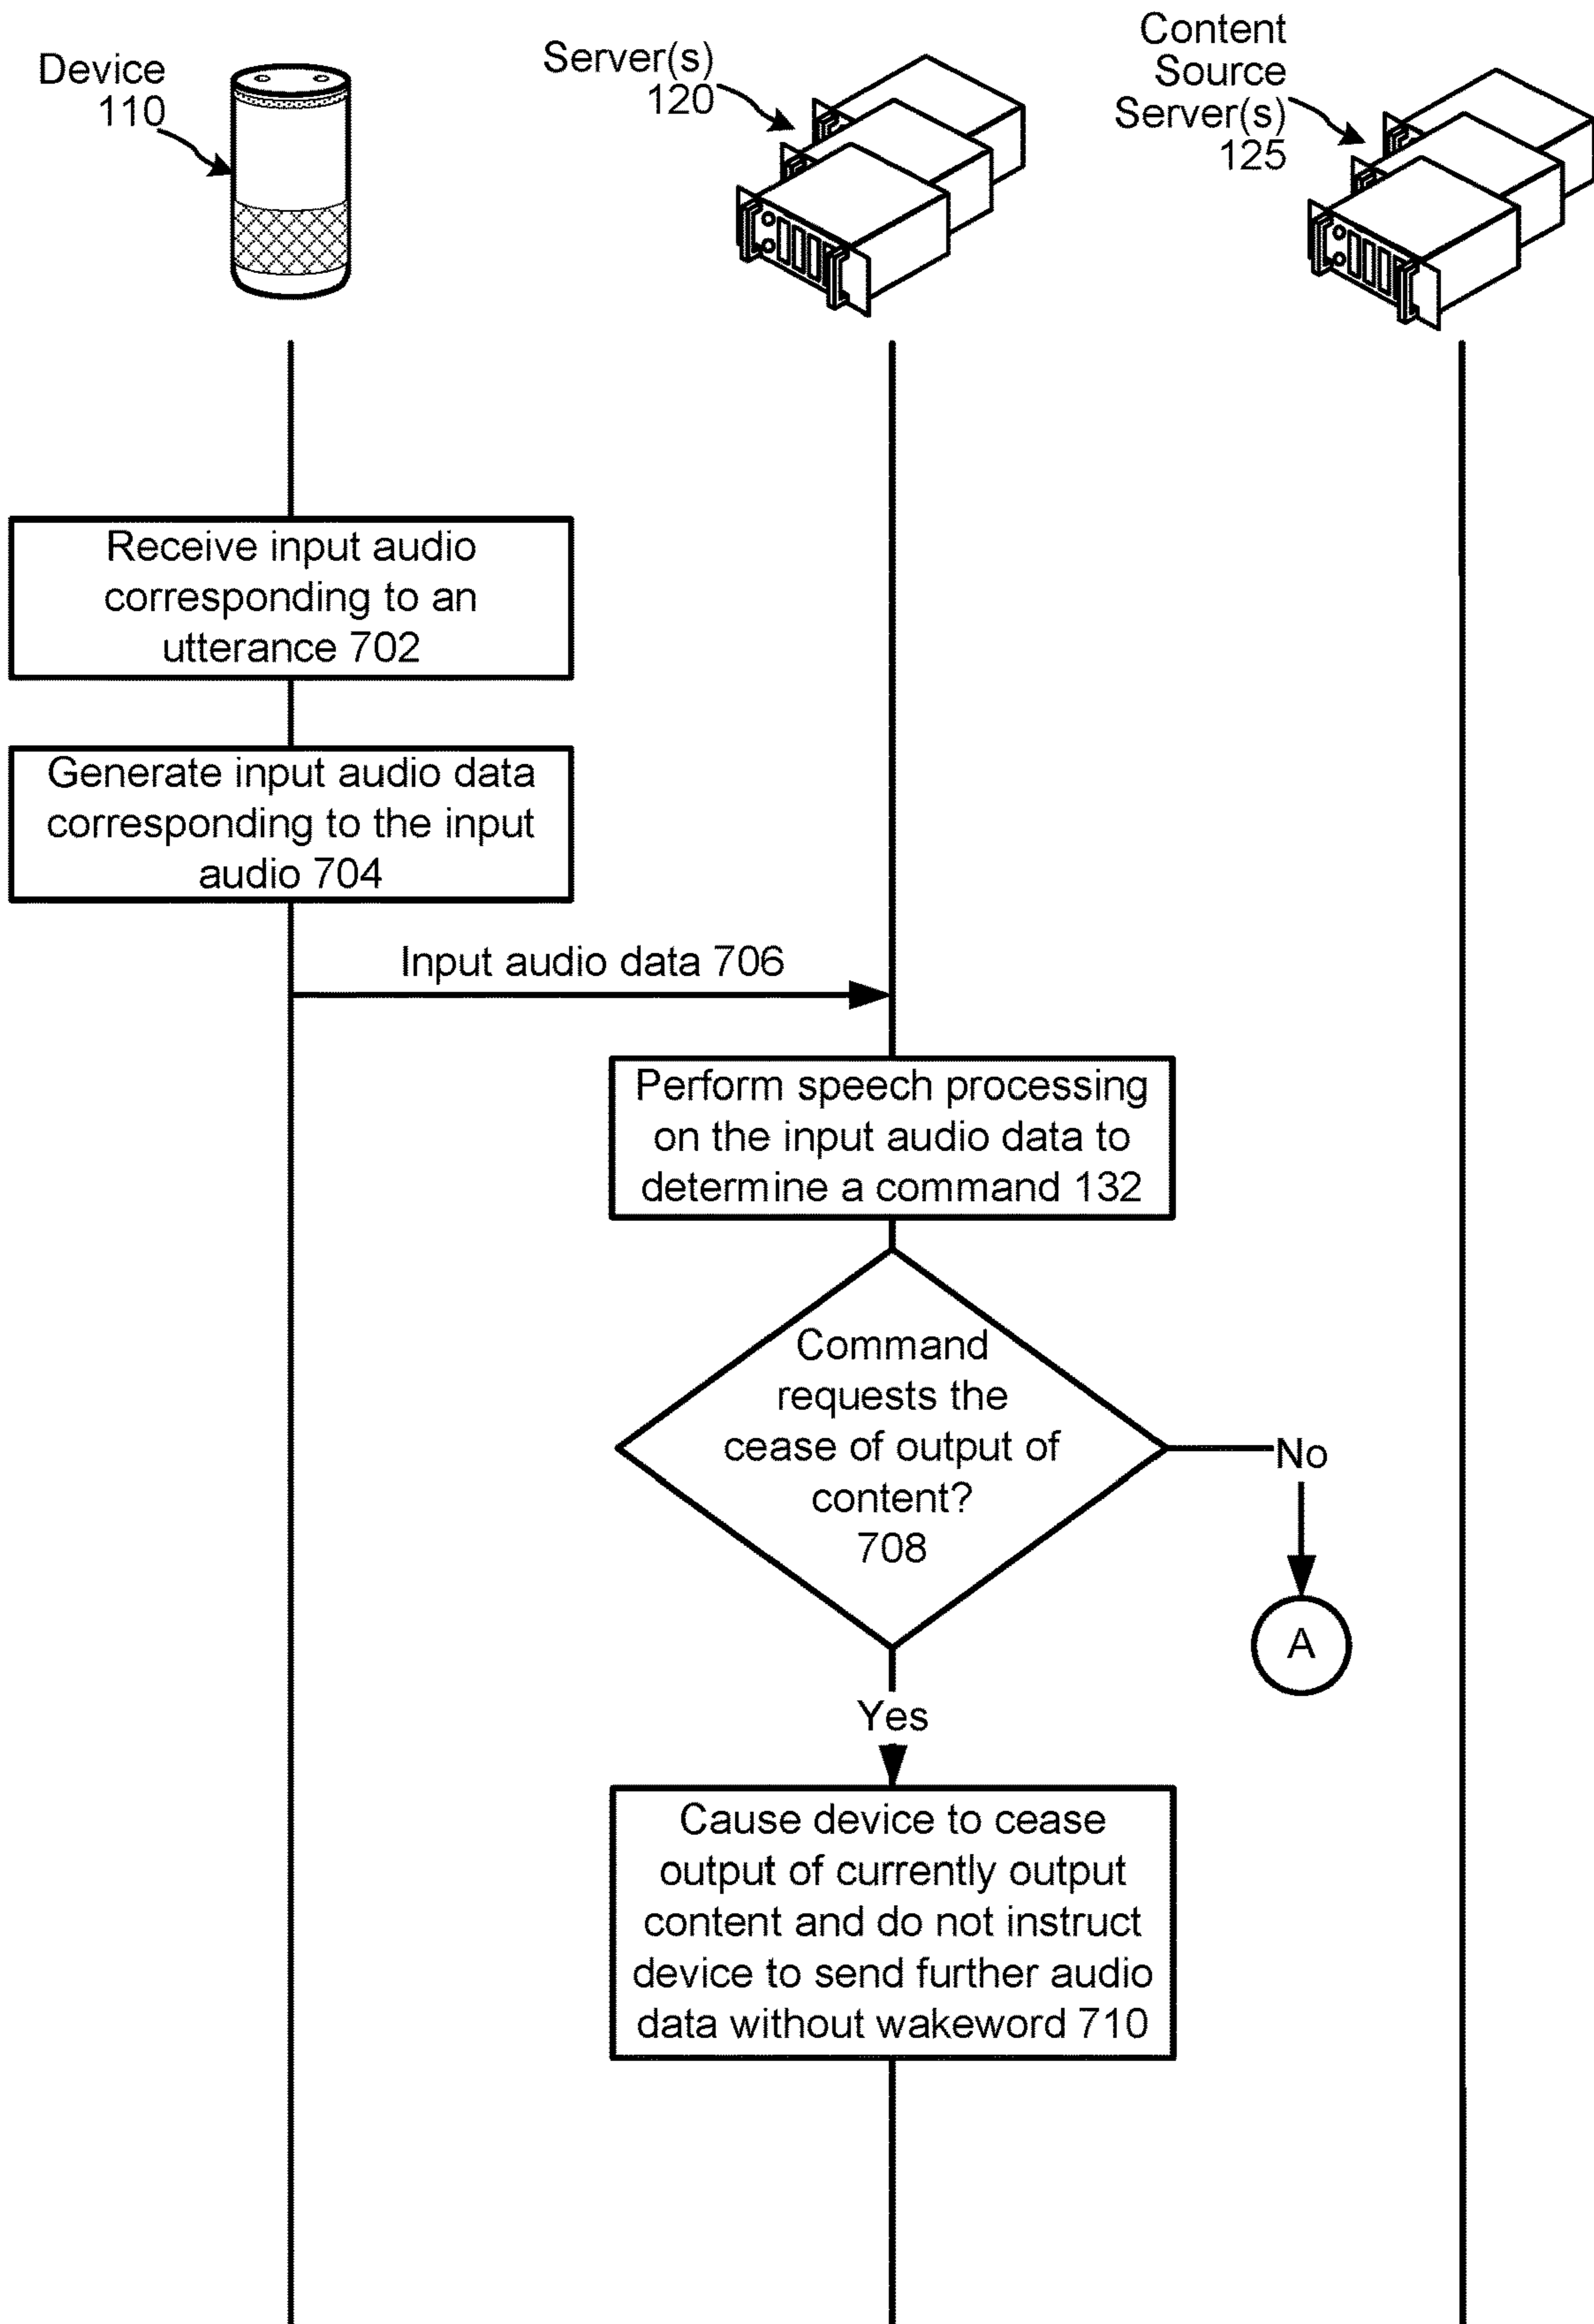 Device
110
Server(s)
120
Content
Source
Server(s)
125
Receive input audio
corresponding to an
utterance 702
Generate input audio data
corresponding to the input
audio 704
Input audio data 706
Perform speech processing
on the input audio data to
determine a command 132
Command
requests the
cease of output of
content?
708
No
A
Yes
Cause device to cease
output of currently output
content and do not instruct
device to send further audio
data without wakeword 710